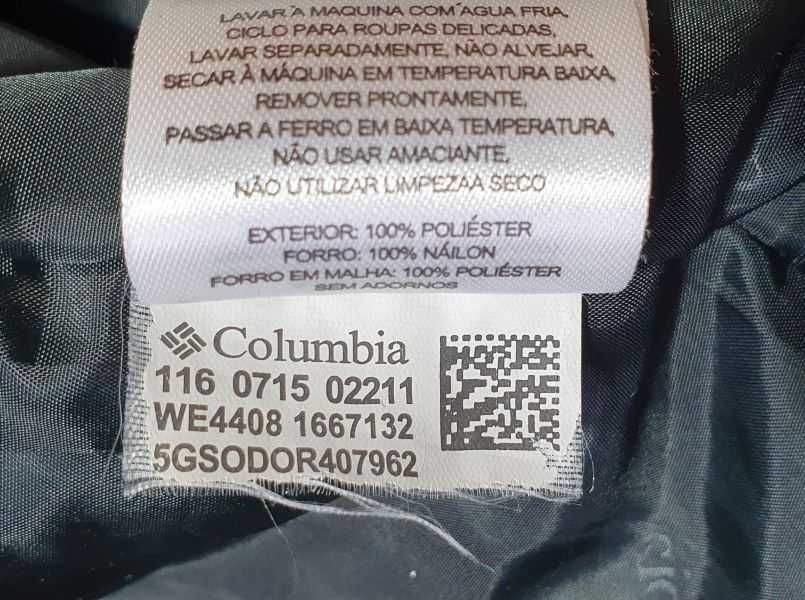 LAVAR À MAQUINA COM ÁGUA FRIA,
CICLO PARA ROUPAS DELICADAS,
LAVAR SEPARADAMENTE, NÃO ALVEJAR,
SECAR À MÁQUINA EM TEMPERATURA BAIXA,
REMOVER PRONTAMENTE,
PASSAR A FERRO EM BAIXA TEMPERATURA,
NÃO USAR AMACIANTE,
NÃO UTILIZAR LIMPEZAA SECO
EXTERIOR: 100% POLIÉSTER
FORRO: 100% NÁILON
FORRO EM MALHA: 100% POLIÉSTER
SEM ADORNOS
Columbia
116 0715 02211
WE4408 1667132
5GSODOR407962